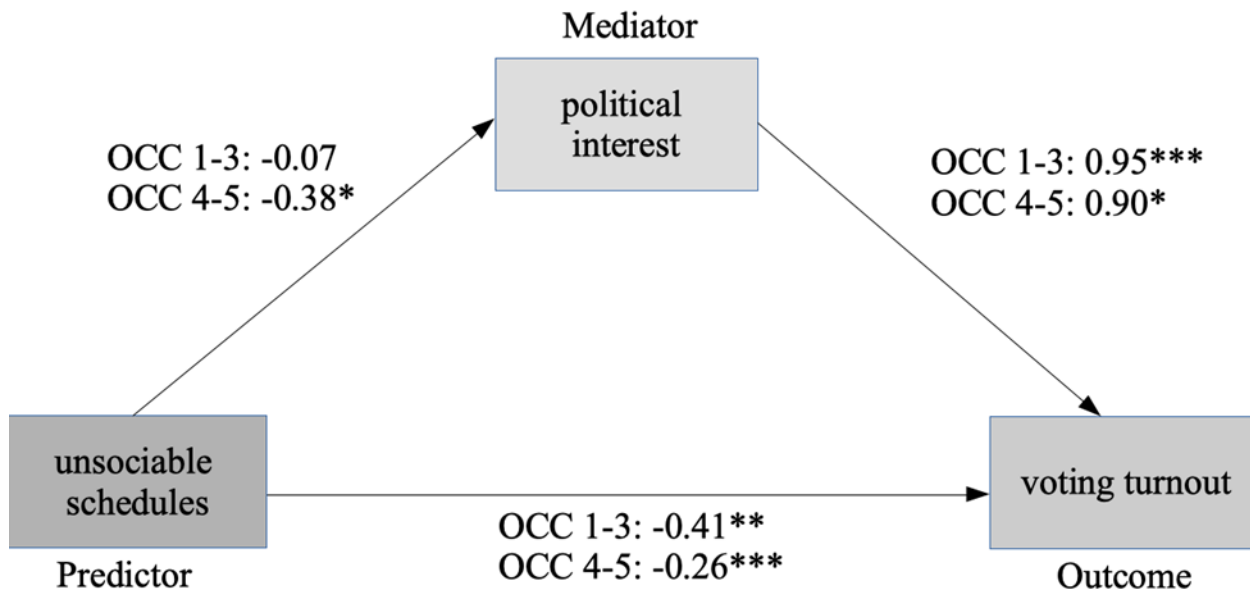 Mediator
political
interest
OCC 1-3: -0.07
OCC 4-5: -0.38*
OCC 1-3: 0.95***
OCC 4-5: 0.90*
unsociable
schedules
Predictor
OCC 1-3: -0.41**
OCC 4-5: -0.26***
voting turnout
Outcome